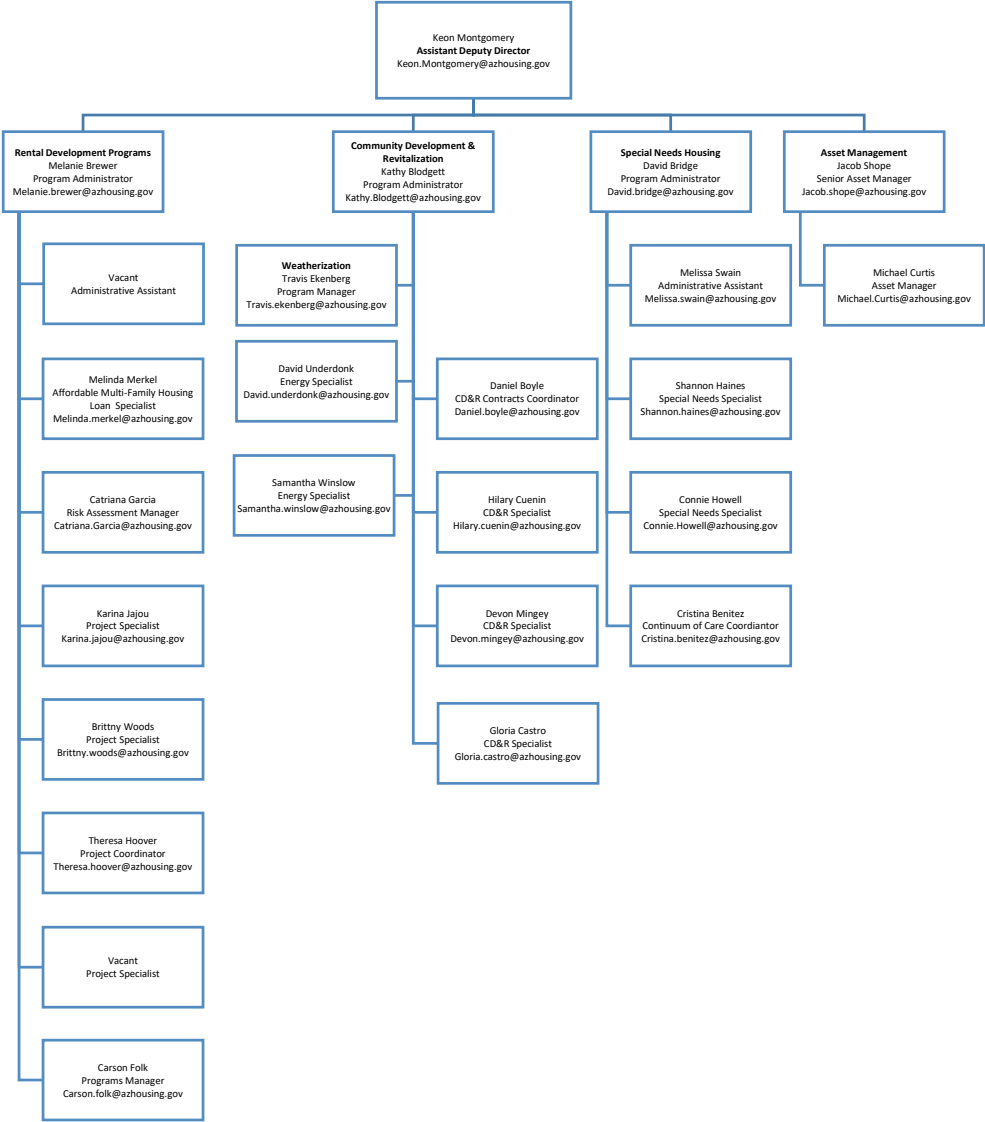 Keon Montgomery
Assistant Deputy Director
Keon.Montgomery@azhousing.gov
Rental Development Programs
Melanie Brewer
Program Administrator
Melanie.brewer@azhousing.gov
Vacant
Administrative Assistant
Melinda Merkel
Affordable Multi-Family Housing
Loan Specialist
Melinda.merkel@azhousing.gov
Catriana Garcia
Risk Assessment Manager
Catriana.Garcia@azhousing.gov
Karina Jajou
Project Specialist
Karina.jajou@azhousing.gov
Brittny Woods
Project Specialist
Brittny.woods@azhousing.gov
Theresa Hoover
Project Coordinator
Theresa.hoover@azhousing.gov
Vacant
Project Specialist
Carson Folk
Programs Manager
Carson.folk@azhousing.gov
Community Development &
Revitalization
Kathy Blodgett
Program Administrator
Kathy.Blodgett@azhousing.gov
Weatherization
Travis Ekenberg
Program Manager
Travis.ekenberg@azhousing.gov
David Underdonk
Energy Specialist
David.underdonk@azhousing.gov
Samantha Winslow
Energy Specialist
Samantha.winslow@azhousing.gov
Daniel Boyle
CD&R Contracts Coordinator
Daniel.boyle@azhousing.gov
Hilary Cuenin
CD&R Specialist
Hilary.cuenin@azhousing.gov
Devon Mingey
CD&R Specialist
Devon.mingey@azhousing.gov
Gloria Castro
CD&R Specialist
Gloria.castro@azhousing.gov
Special Needs Housing
David Bridge
Program Administrator
David.bridge@azhousing.gov
Melissa Swain
Administrative Assistant
Melissa.swain@azhousing.gov
Shannon Haines
Special Needs Specialist
Shannon.haines@azhousing.gov
Connie Howell
Special Needs Specialist
Connie.Howell@azhousing.gov
Cristina Benitez
Continuum of Care Coordiantor
Cristina.benitez@azhousing.gov
Asset Management
Jacob Shope
Senior Asset Manager
Jacob.shope@azhousing.gov
Michael Curtis
Asset Manager
Michael.Curtis@azhousing.gov